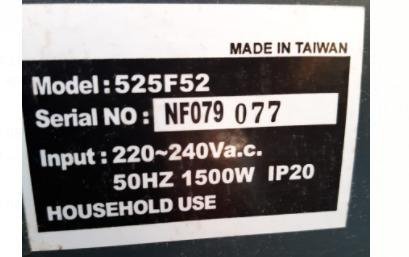 MADE IN TAIWAN
Model : 525F52
Serial NO : NF079 077
Input : 220~240Va.c.
50HZ 1500W IP20
HOUSEHOLD USE